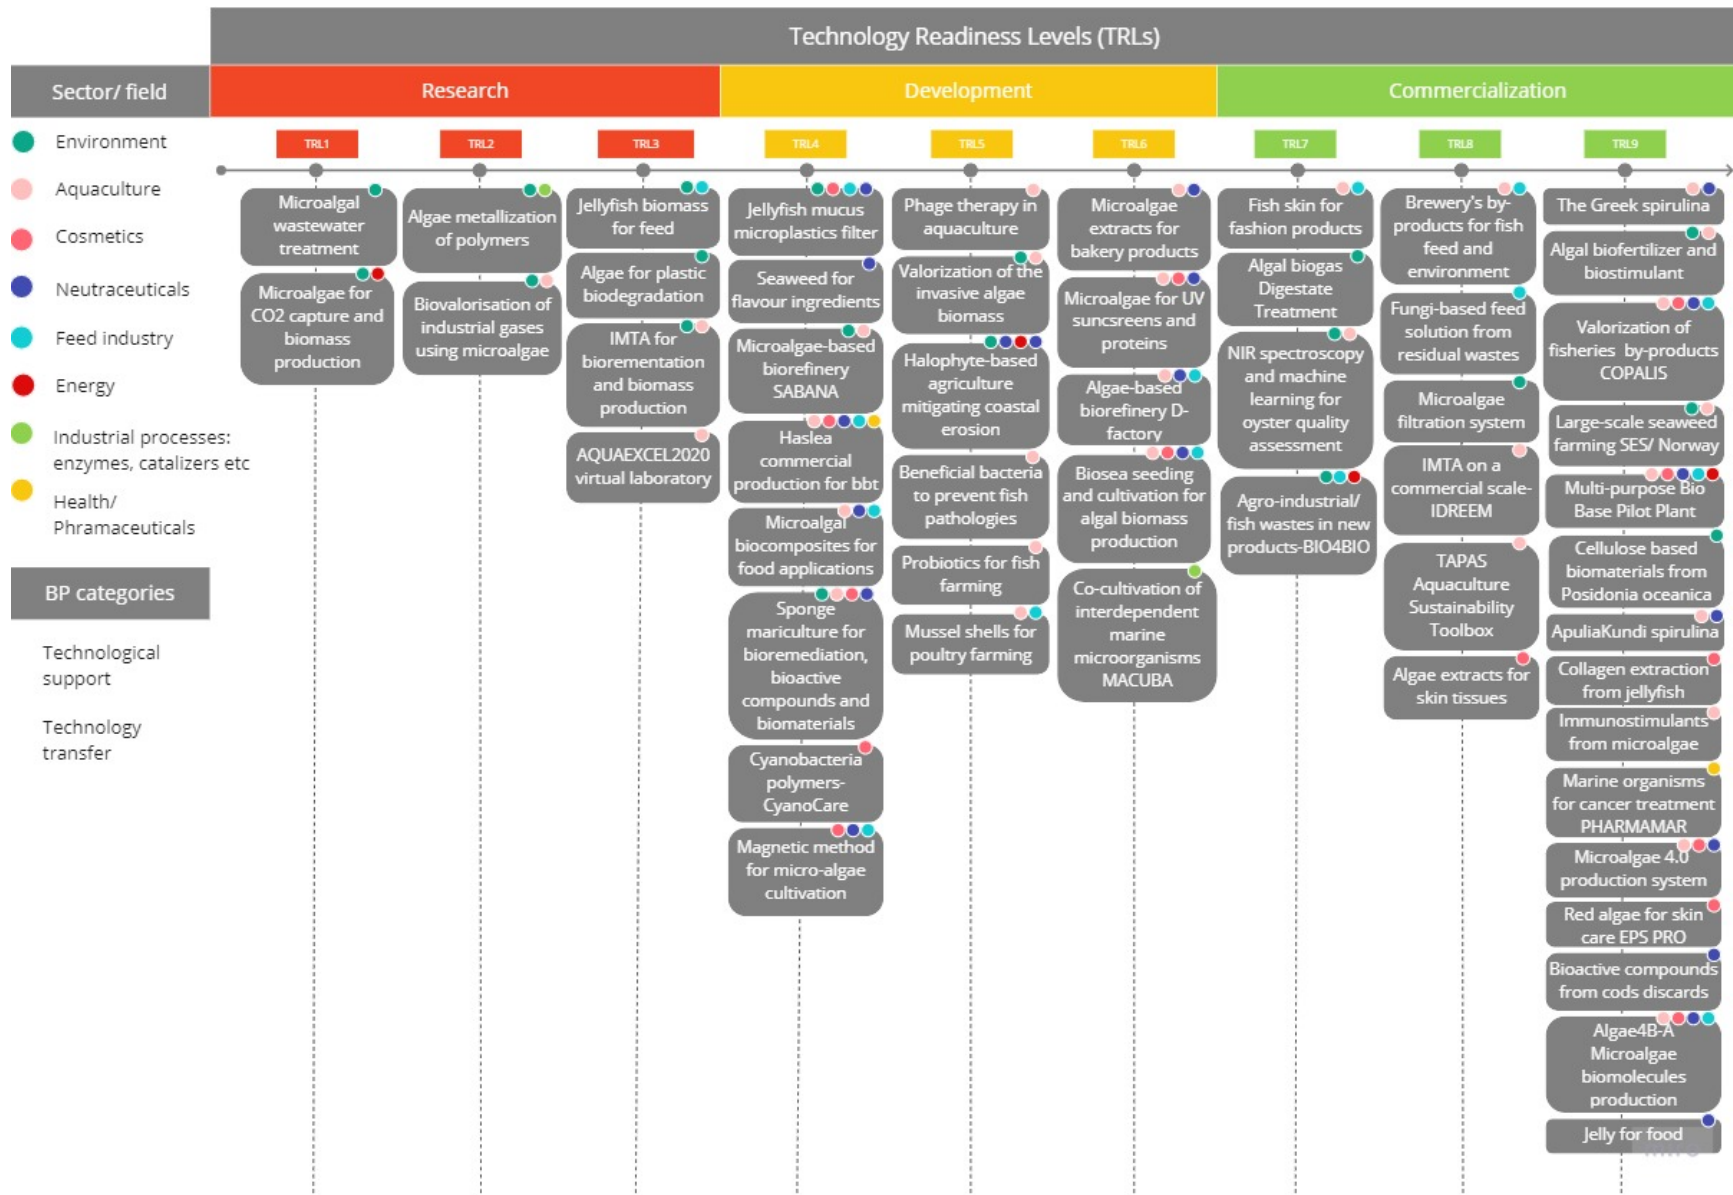 Technology Readiness Levels (TRLs)
Sector/ field
Research
Development
Commercialization
Environment
Aquaculture
Cosmetics
Neutraceuticals
Feed industry
Energy
Industrial processes:
enzymes, catalizers etc
Health/
Phramaceuticals
BP categories
Technological
support
Technology
transfer
TRL1
Microalgal
wastewater
treatment
Microalgae for
CO2 capture and
biomass
production
TRL2
Algae metallization
of polymers
Biovalorisation of
industrial gases
using microalgae
TRL3
Jellyfish biomass
for feed
Algae for plastic
biodegradation
IMTA for
biorementation
and biomass
production
AQUAEXCEL2020
virtual laboratory
TRL4
Jellyfish mucus
microplastics filter
Seaweed for
flavour ingredients
Microalgae-based
biorefinery
SABANA
Haslea
commercial
production for bbt
Microalgal
biocomposites for
food applications
Sponge
mariculture for
bioremediation,
bioactive
compounds and
biomaterials
Cyanobacteria
polymers-
CyanoCare
Magnetic method
for micro-algae
cultivation
TRL5
Phage therapy in
aquaculture
Valorization of the
invasive algae
biomass
Halophyte-based
agriculture
mitigating coastal
erosion
Beneficial bacteria
to prevent fish
pathologies
Probiotics for fish
farming
Mussel shells for
poultry farming
TRL6
Microalgae
extracts for
bakery products
Microalgae for UV
suncsreens and
proteins
Algae-based
biorefinery D-
factory
Biosea seeding
and cultivation for
algal biomass
production
Co-cultivation of
interdependent
marine
microorganisms
MACUBA
TRL7
Fish skin for
fashion products
Algal biogas
Digestate
Treatment
NIR spectroscopy
and machine
learning for
oyster quality
assessment
Agro-industrial/
fish wastes in new
products-BIO4BIO
TRL8
Brewery's by-
products for fish
feed and
environment
Fungi-based feed
solution from
residual wastes
Microalgae
filtration system
IMTA on a
commercial scale-
IDREEM
TAPAS
Aquaculture
Sustainability
Toolbox
Algae extracts for
skin tissues
TRL9
The Greek spirulina
Algal biofertilizer and
biostimulant
Valorization of
fisheries by-products
COPALIS
Large-scale seaweed
farming SES/ Norway
Multi-purpose Bio
Base Pilot Plant
Cellulose based
biomaterials from
Posidonia oceanica
ApuliaKundi spirulina
Collagen extraction
from jellyfish
Immunostimulants
from microalgae
Marine organisms
for cancer treatment
PHARMAMAR
Microalgae 4.0
production system
Red algae for skin
care EPS PRO
Bioactive compounds
from cods discards
Algae4B-A
Microalgae
biomolecules
production
Jelly for food